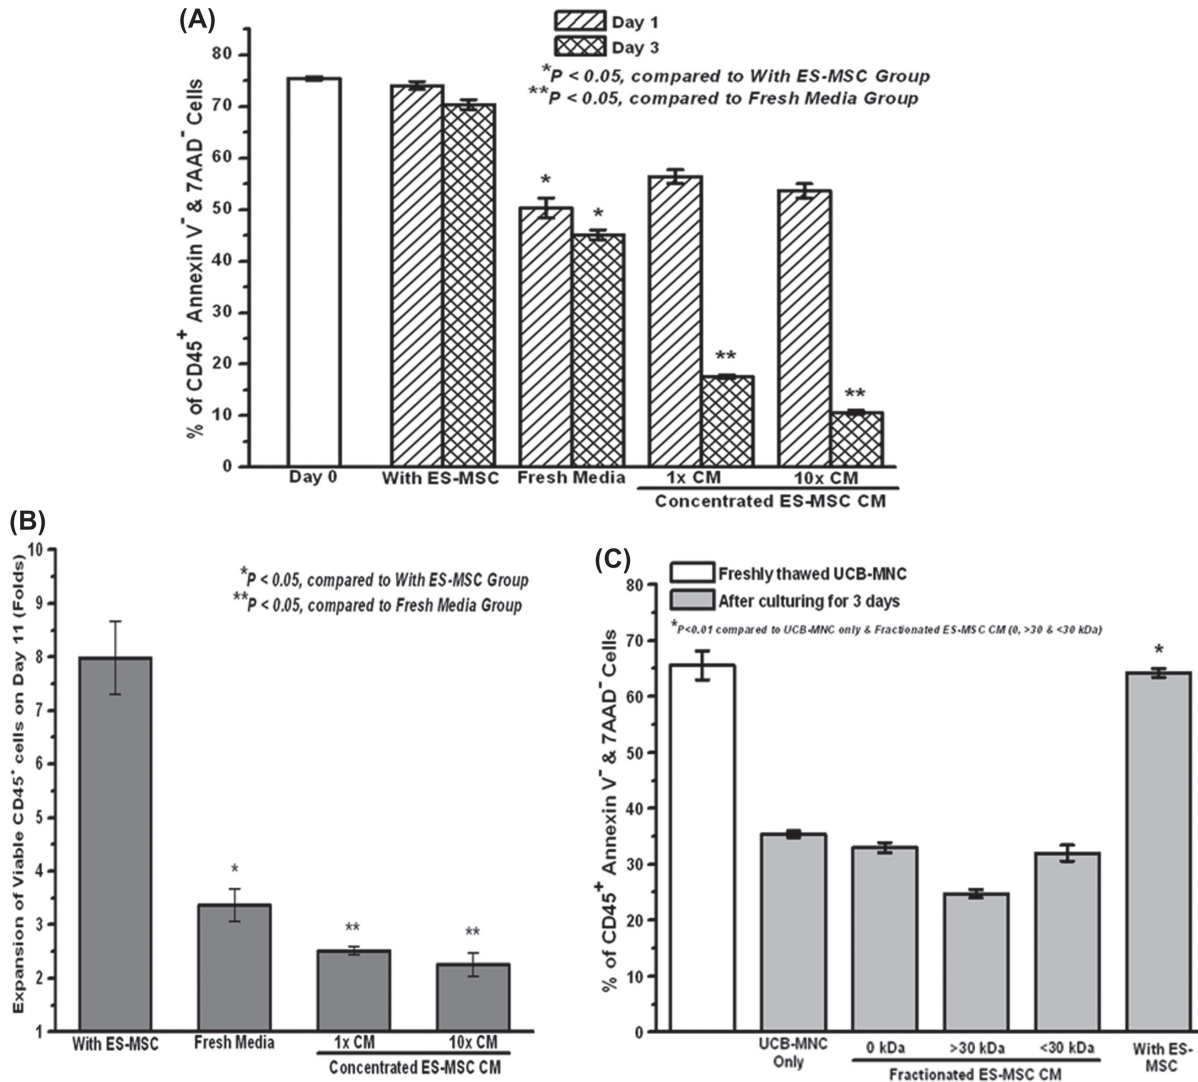 (A)
Day 1
Day 3
*P < 0.05, compared to With ES-MSC Group
**P < 0.05, compared to Fresh Media Group
% of CD45+ Annexin V- & 7AAD- Cells
80
70
60
50
40
30
20
10
0
*
*
**
**
Day 0
With ES-MSC
Fresh Media
1x CM
10x CM
Concentrated ES-MSC CM
(B)
*P < 0.05, compared to With ES-MSC Group
**P < 0.05, compared to Fresh Media Group
Expansion of Viable CD45+ cells on Day 11 (Folds)
10
9
8
7
6
5
4
3
2
1
*
**
**
With ES-MSC
Fresh Media
1x CM
10x CM
Concentrated ES-MSC CM
(C)
Freshly thawed UCB-MNC
After culturing for 3 days
*P<0.01 compared to UCB-MNC only & Fractionated ES-MSC CM (0, >30 & <30 kDa)
% of CD45+ Annexin V- & 7AAD- Cells
80
70
60
50
40
30
20
10
0
*
UCB-MNC
Only
0 kDa
>30 kDa
<30 kDa
Fractionated ES-MSC CM
With ES-
MSC